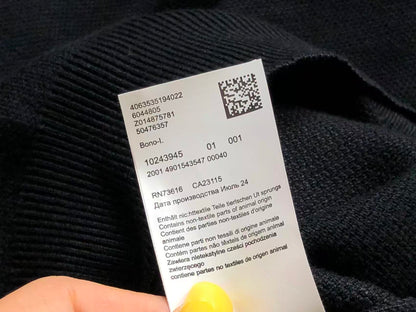 4063535194022
6044805
Z014875781
50476357
Bono-L
10243945 01 001
2001 4901543547 00040
RN73616 CA23115
Дата производства Июль 24
Enthält nichttextile Teile tierischen Ursprungs
Contains non-textile parts of animal origin
Contient des parties non-textiles d'origine
animale
Contiene parti non tessili di origine animale
Contém partes não têxteis de origem animal
Zawiera nietekstylne części pochodzenia
zwierzęcego
contiene partes no textiles de origen animal